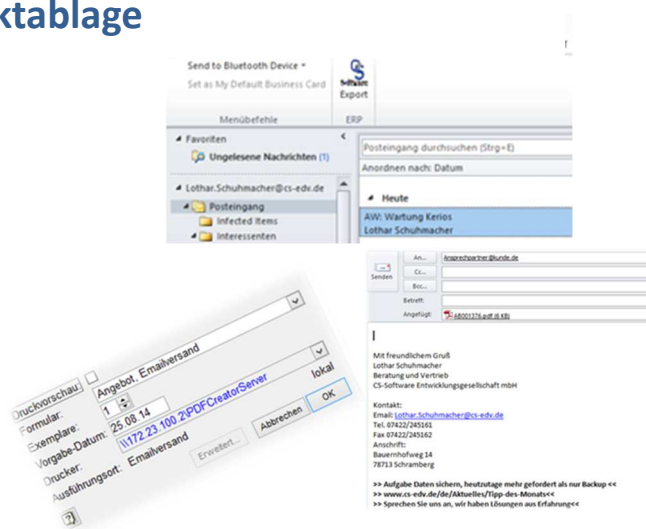 ktablage
Send to Bluetooth Device
Set as My Default Business Card
CS
Software
Export
Menübefehle
ERP
Favoriten
Ungelesene Nachrichten (1)
Posteingang durchsuchen (Strg+E)
Anordnen nach: Datum
Lothar.Schuhmacher@cs-edv.de
Posteingang
Infected Items
Interessenten
Heute
AW: Wartung Kerios
Lothar Schuhmacher
Druckvorschau:
Formular: Angebot, Emailversand
Exemplare: 1
Vorgabe-Datum: 25.08.14
Drucker: \\172.23.100.2\PDFCreatorServer
Ausführungsort: Emailversand lokal
Erweitert... Abbrechen OK
Senden
An... Ansprechpartner@kunde.de
Cc...
Bcc...
Betreff:
Angefügt: AB001376.pdf (6 KB)
Mit freundlichem Gruß
Lothar Schuhmacher
Beratung und Vertrieb
CS-Software Entwicklungsgesellschaft mbH
Kontakt:
Email: Lothar.Schuhmacher@cs-edv.de
Tel. 07422/245161
Fax 07422/245162
Anschrift:
Bauernhofweg 14
78713 Schramberg
>> Aufgabe Daten sichern, heutzutage mehr gefordert als nur Backup <<
>> www.cs-edv.de/de/Aktuelles/Tipp-des-Monats<<
>> Sprechen Sie uns an, wir haben Lösungen aus Erfahrung<<